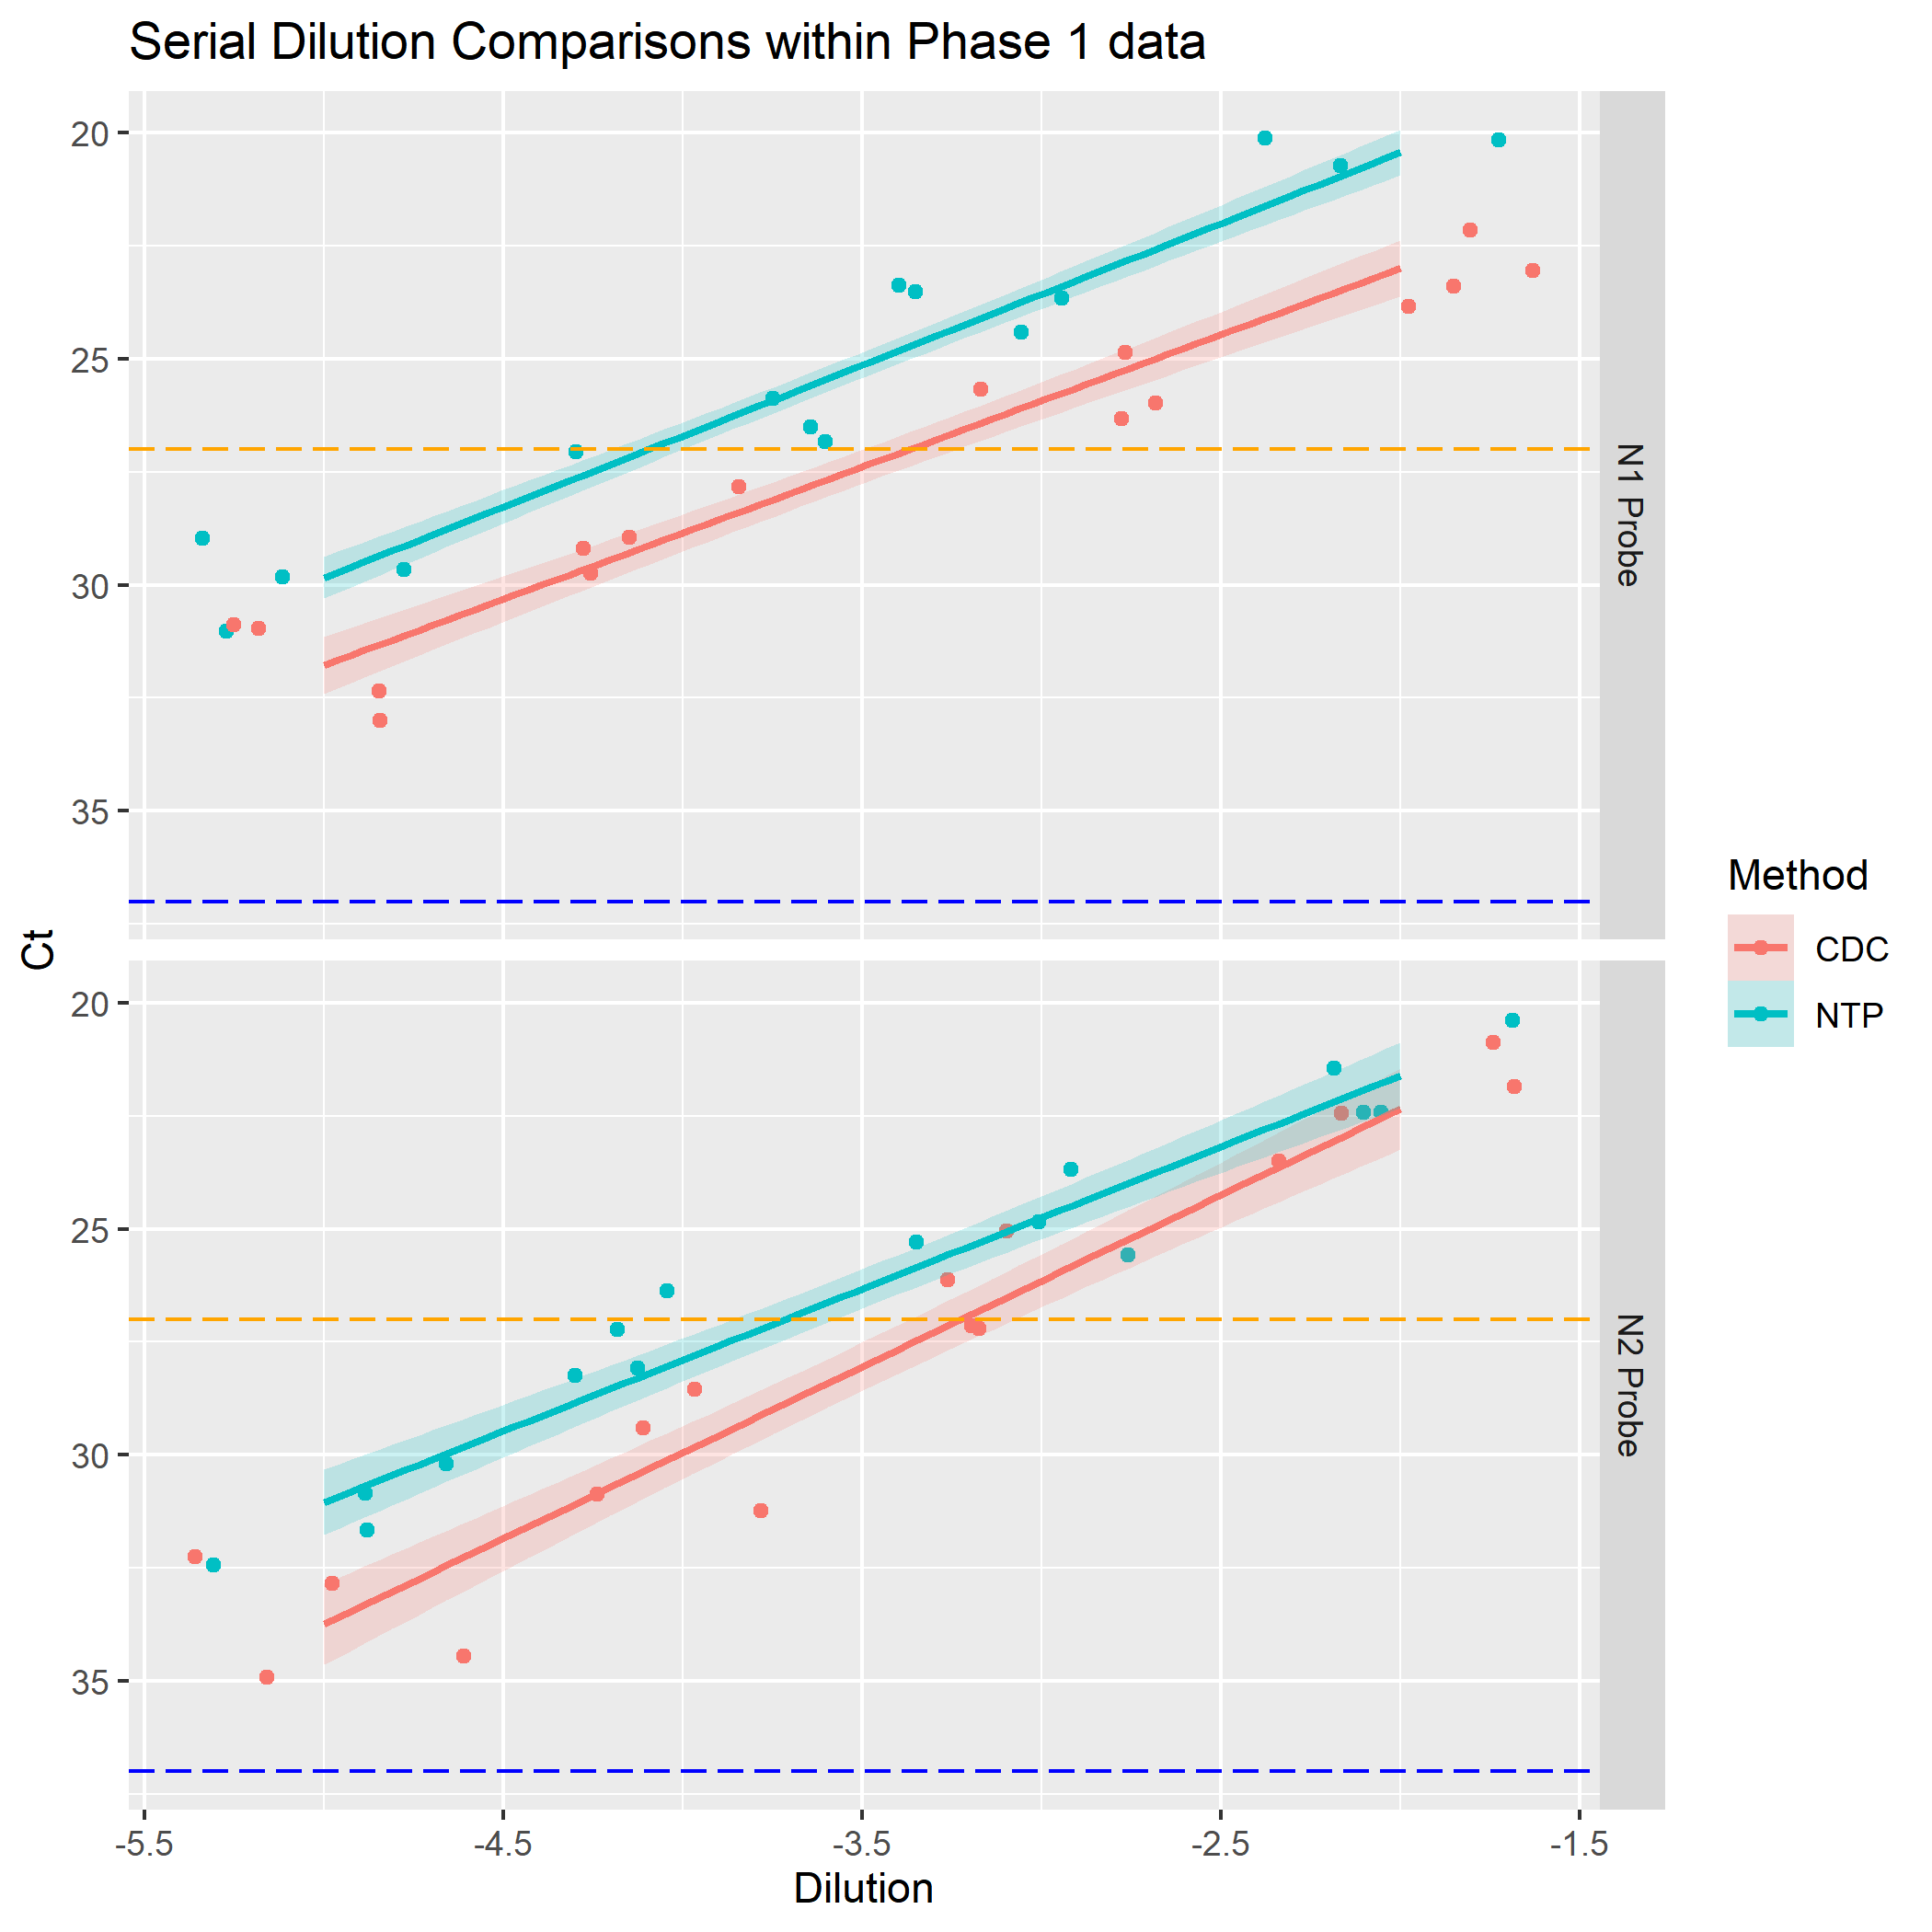 Serial Dilution Comparisons within Phase 1 data
20
25
30
35
N1 Probe
20
25
30
35
N2 Probe
Ct
-5.5 -4.5 -3.5 -2.5 -1.5
Dilution
Method
CDC
NTP